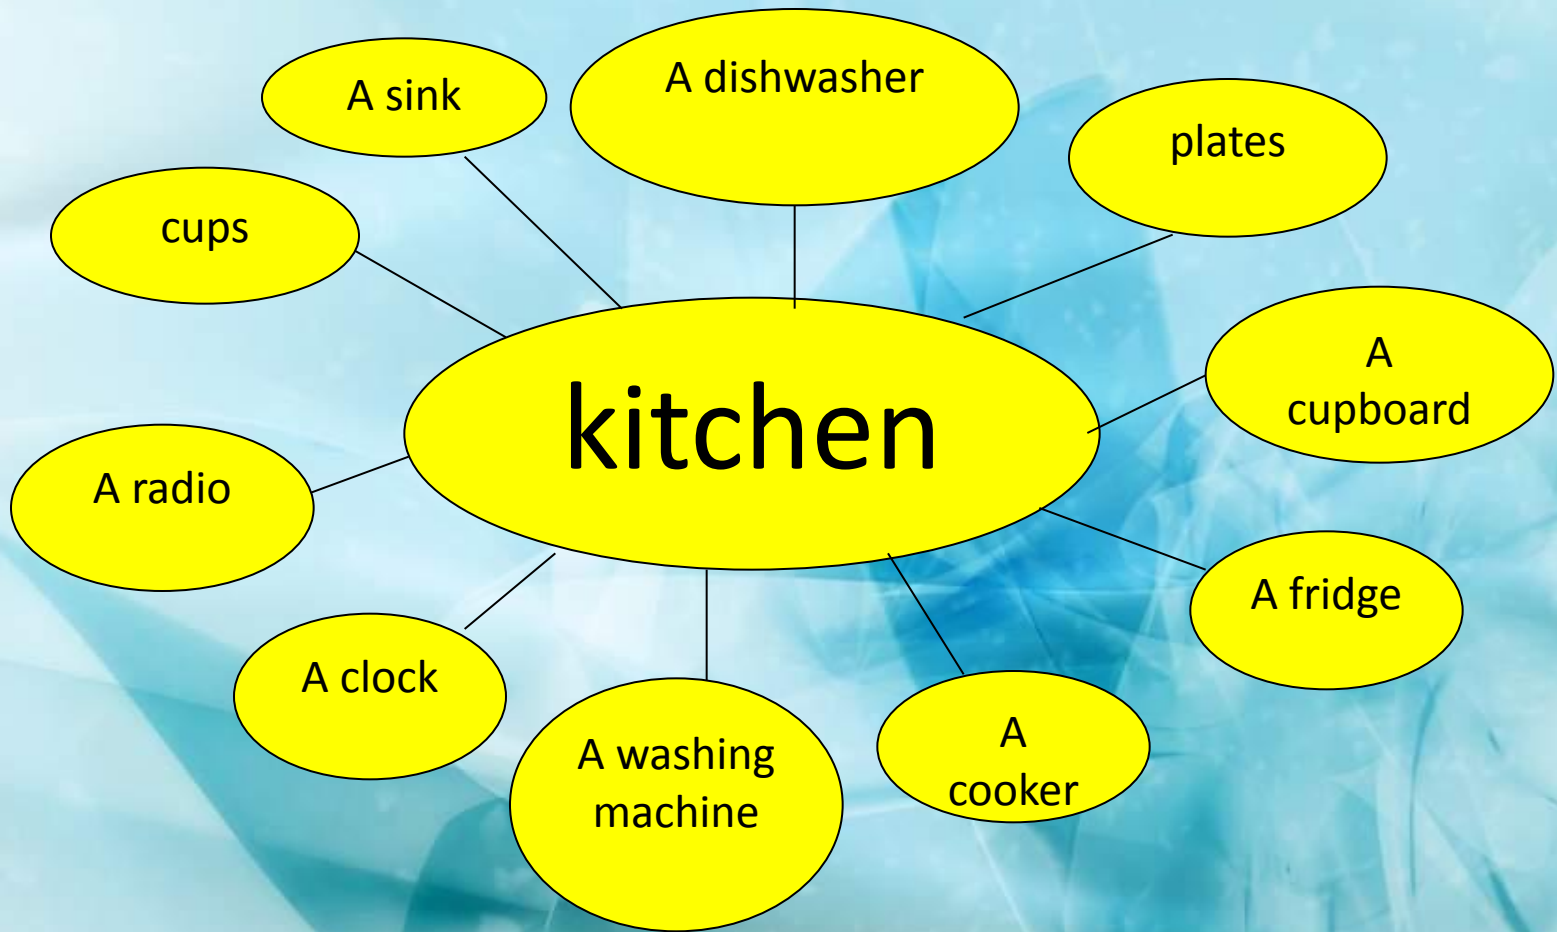 A sink
A dishwasher
plates
cups
A
cupboard
kitchen
A radio
A fridge
A clock
A washing
machine
A
cooker